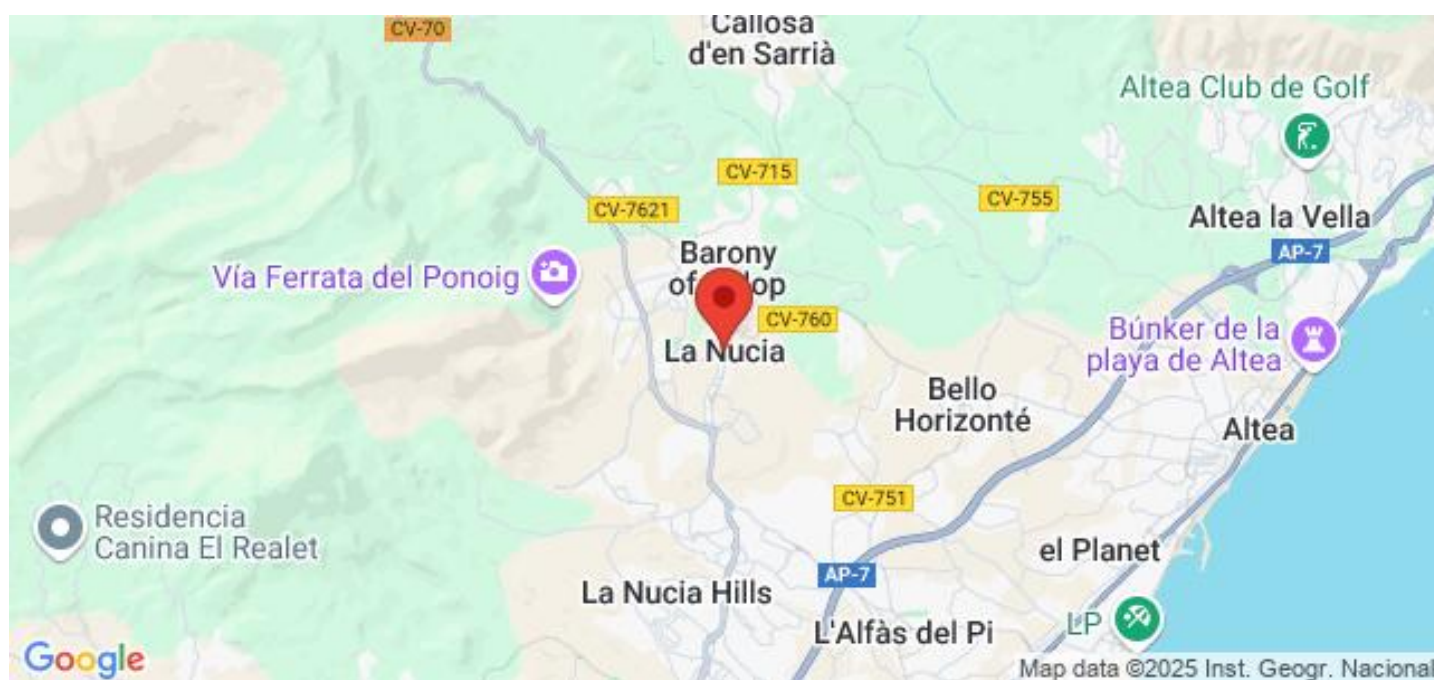 CV-70
Callosa
d'en Sarrià
Altea Club de Golf
CV-715
CV-7621
CV-755
Altea la Vella
AP-7
Barony
Vía Ferrata del Ponoig
CV-760
La Nucia
Búnker de la
playa de Altea
Bello
Horizonté
Altea
CV-751
Residencia
Canina El Realet
el Planet
AP-7
La Nucia Hills
LP
L'Alfàs del Pi
Google
Map data ©2025 Inst. Geogr. Nacional